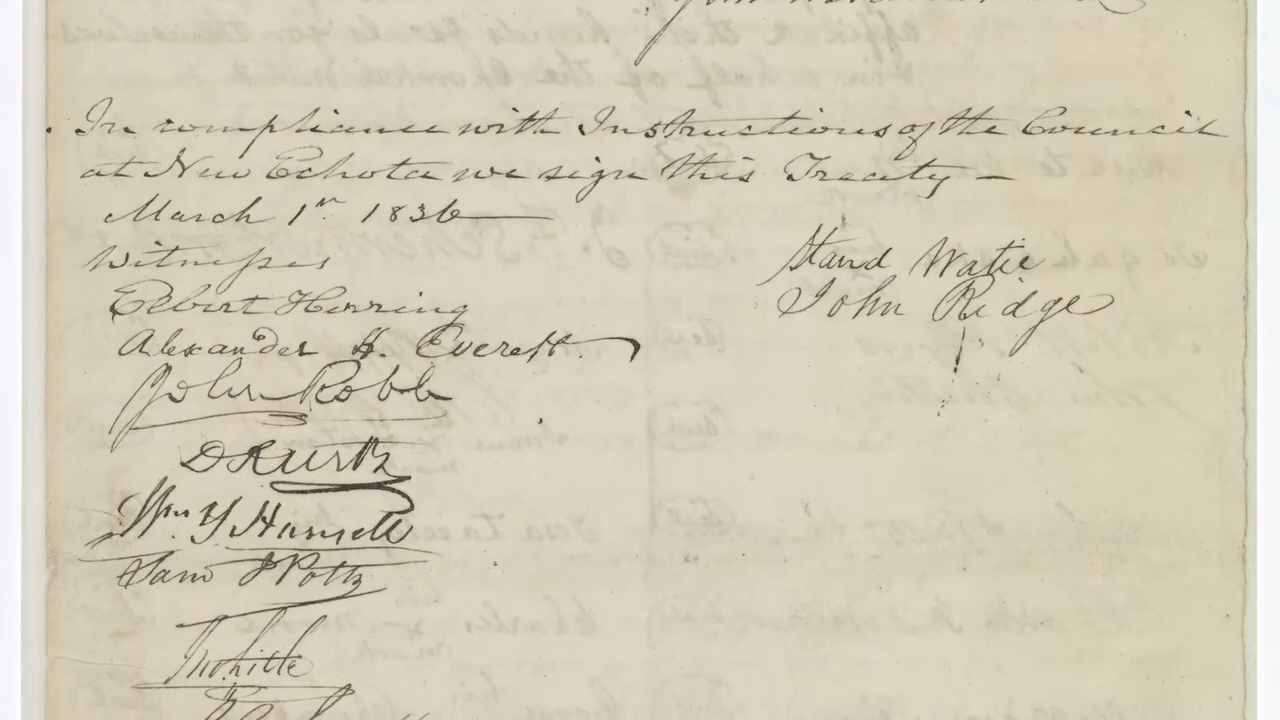 In compliance with Instructions of the Council
at New Echota we sign this Treaty —
March 1st 1836
Witnesses
Elbert Herring
Alexander H. Everett.
John Robb
D Kurtz
Wm. Y Hansell
Sam J Potts
Stand Watie
John Ridge